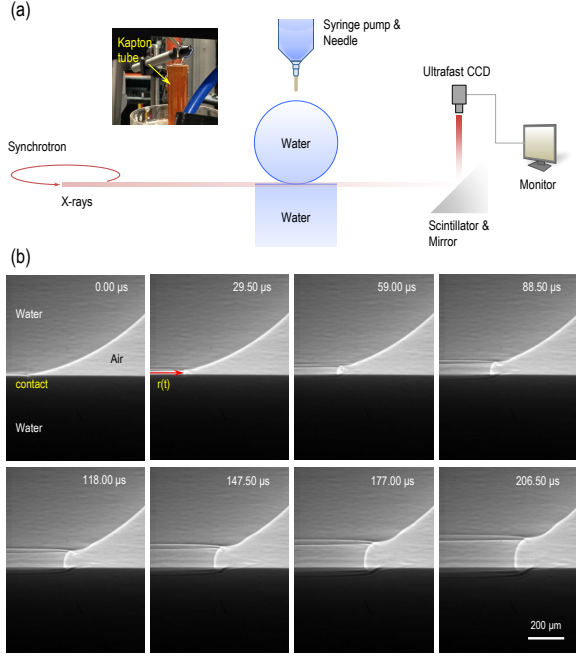 (a)
Kapton
tube
Syringe pump &
Needle
Ultrafast CCD
Water
Synchrotron
X-rays
Water
Monitor
Scintillator &
Mirror
(b)
0.00 µs
29.50 µs
59.00 µs
88.50 µs
Water
Air
contact
r(t)
Water
118.00 µs
147.50 µs
177.00 µs
206.50 µs
200 µm